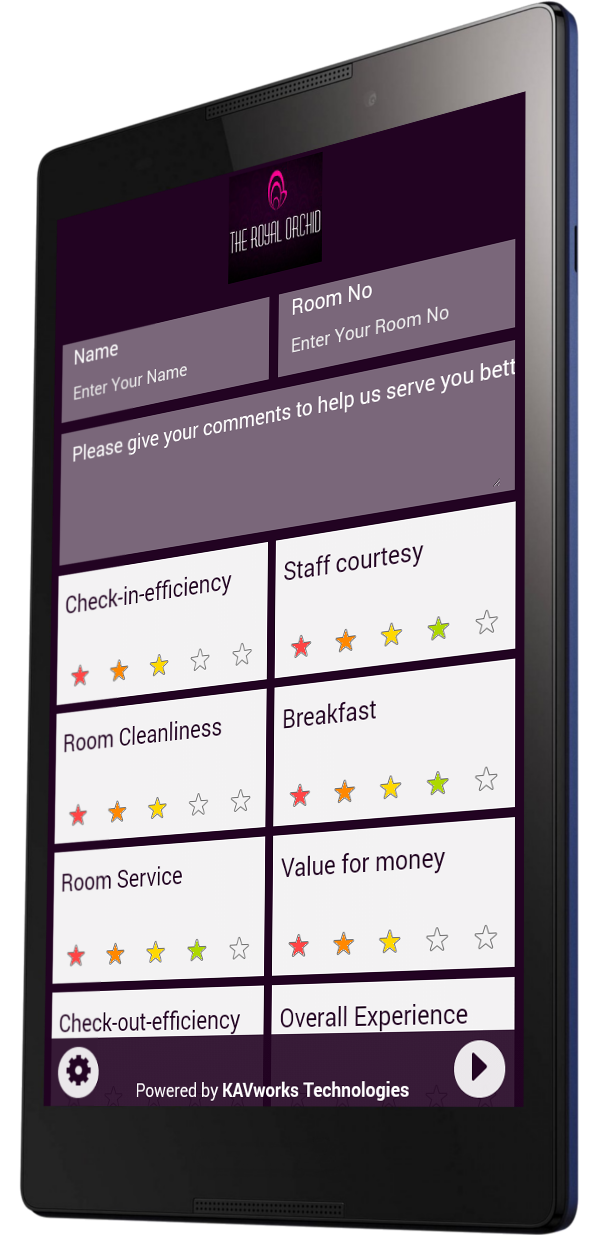 THE ROYAL ORCHID
Name
Enter Your Name
Room No
Enter Your Room No
Please give your comments to help us serve you bett
Check-in-efficiency
Staff courtesy
Room Cleanliness
Breakfast
Room Service
Value for money
Check-out-efficiency
Overall Experience
Powered by KAVworks Technologies